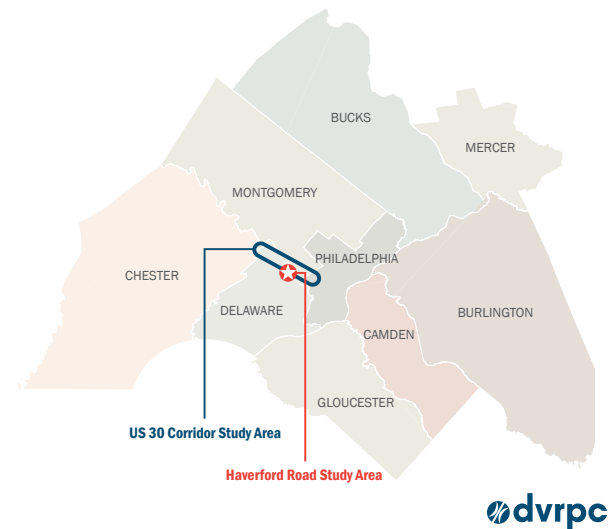 BUCKS
MERCER
MONTGOMERY
PHILADELPHIA
CHESTER
DELAWARE
BURLINGTON
CAMDEN
GLOUCESTER
US 30 Corridor Study Area
Haverford Road Study Area
dvrpc